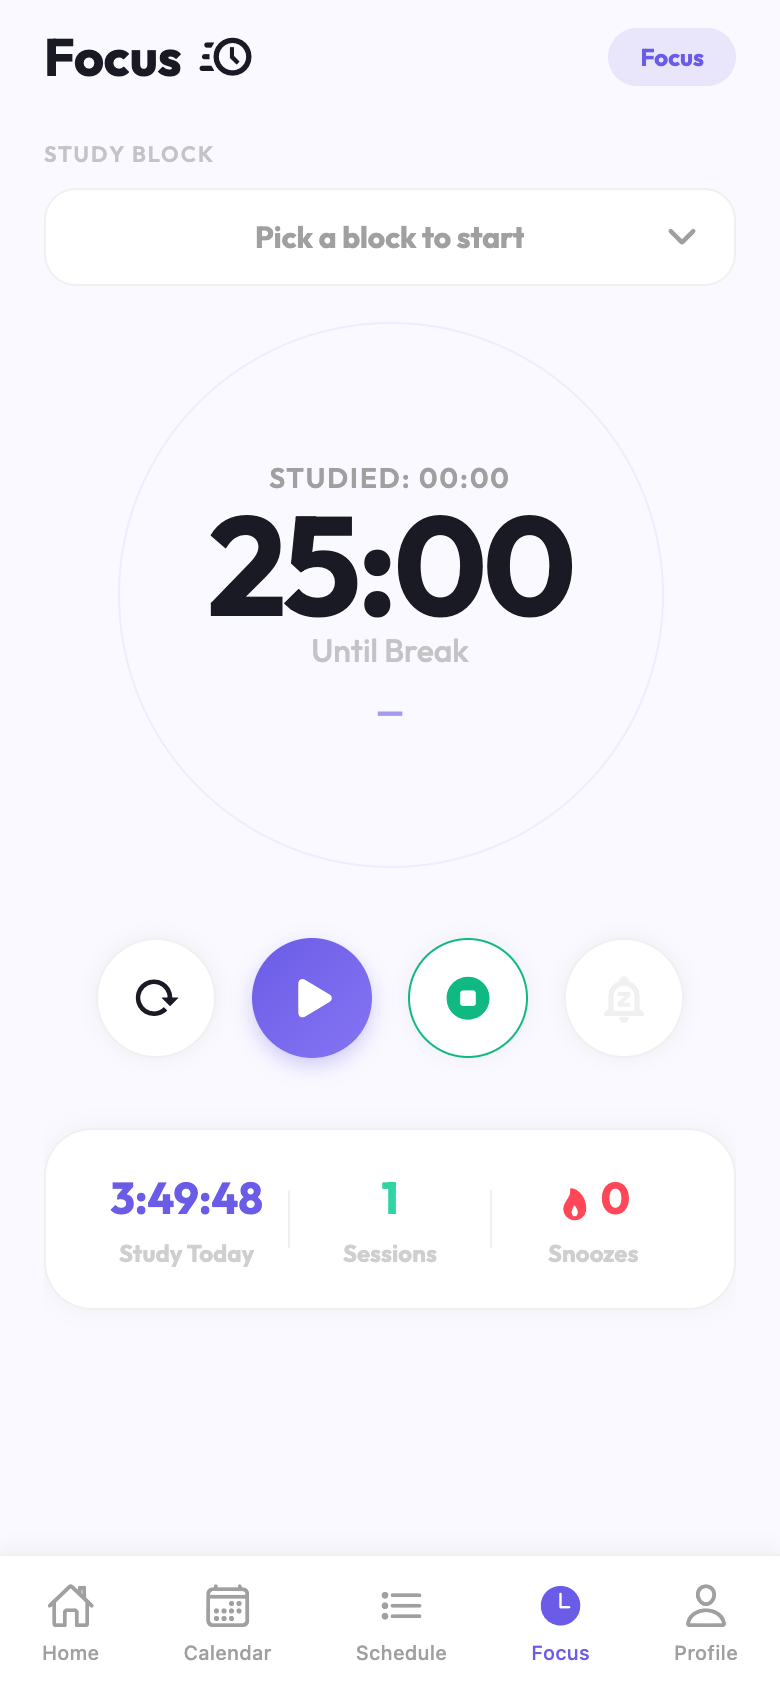 Focus
Focus
STUDY BLOCK
Pick a block to start
STUDIED: 00:00
25:00
Until Break
–
3:49:48
Study Today
1
Sessions
0
Snoozes
Home
Calendar
Schedule
Focus
Profile